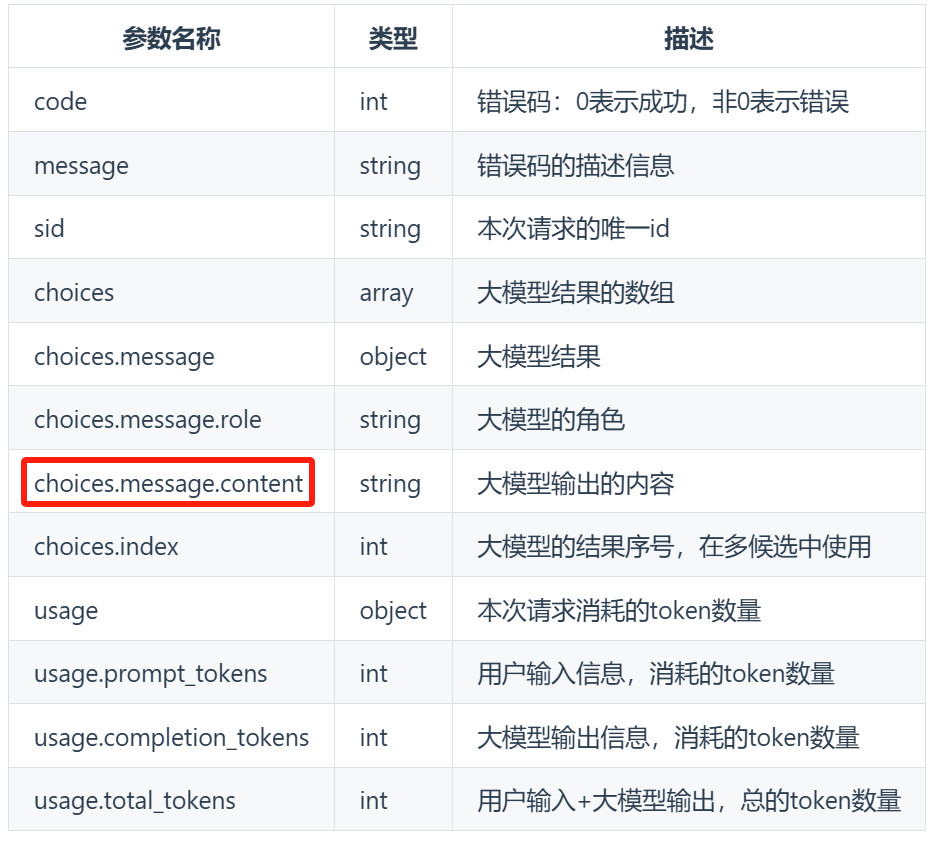 参数名称 类型 描述
code int 错误码：0表示成功，非0表示错误
message string 错误码的描述信息
sid string 本次请求的唯一id
choices array 大模型结果的数组
choices.message object 大模型结果
choices.message.role string 大模型的角色
choices.message.content string 大模型输出的内容
choices.index int 大模型的结果序号，在多候选中使用
usage object 本次请求消耗的token数量
usage.prompt_tokens int 用户输入信息，消耗的token数量
usage.completion_tokens int 大模型输出信息，消耗的token数量
usage.total_tokens int 用户输入+大模型输出，总的token数量